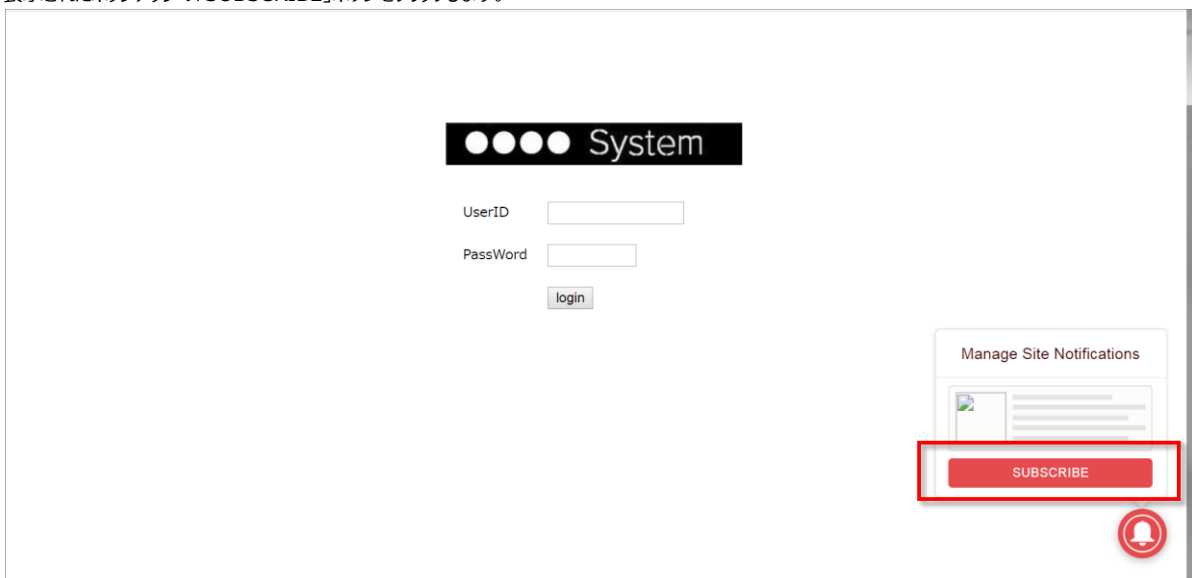 ●●●● System
UserID
PassWord
login
Manage Site Notifications
SUBSCRIBE